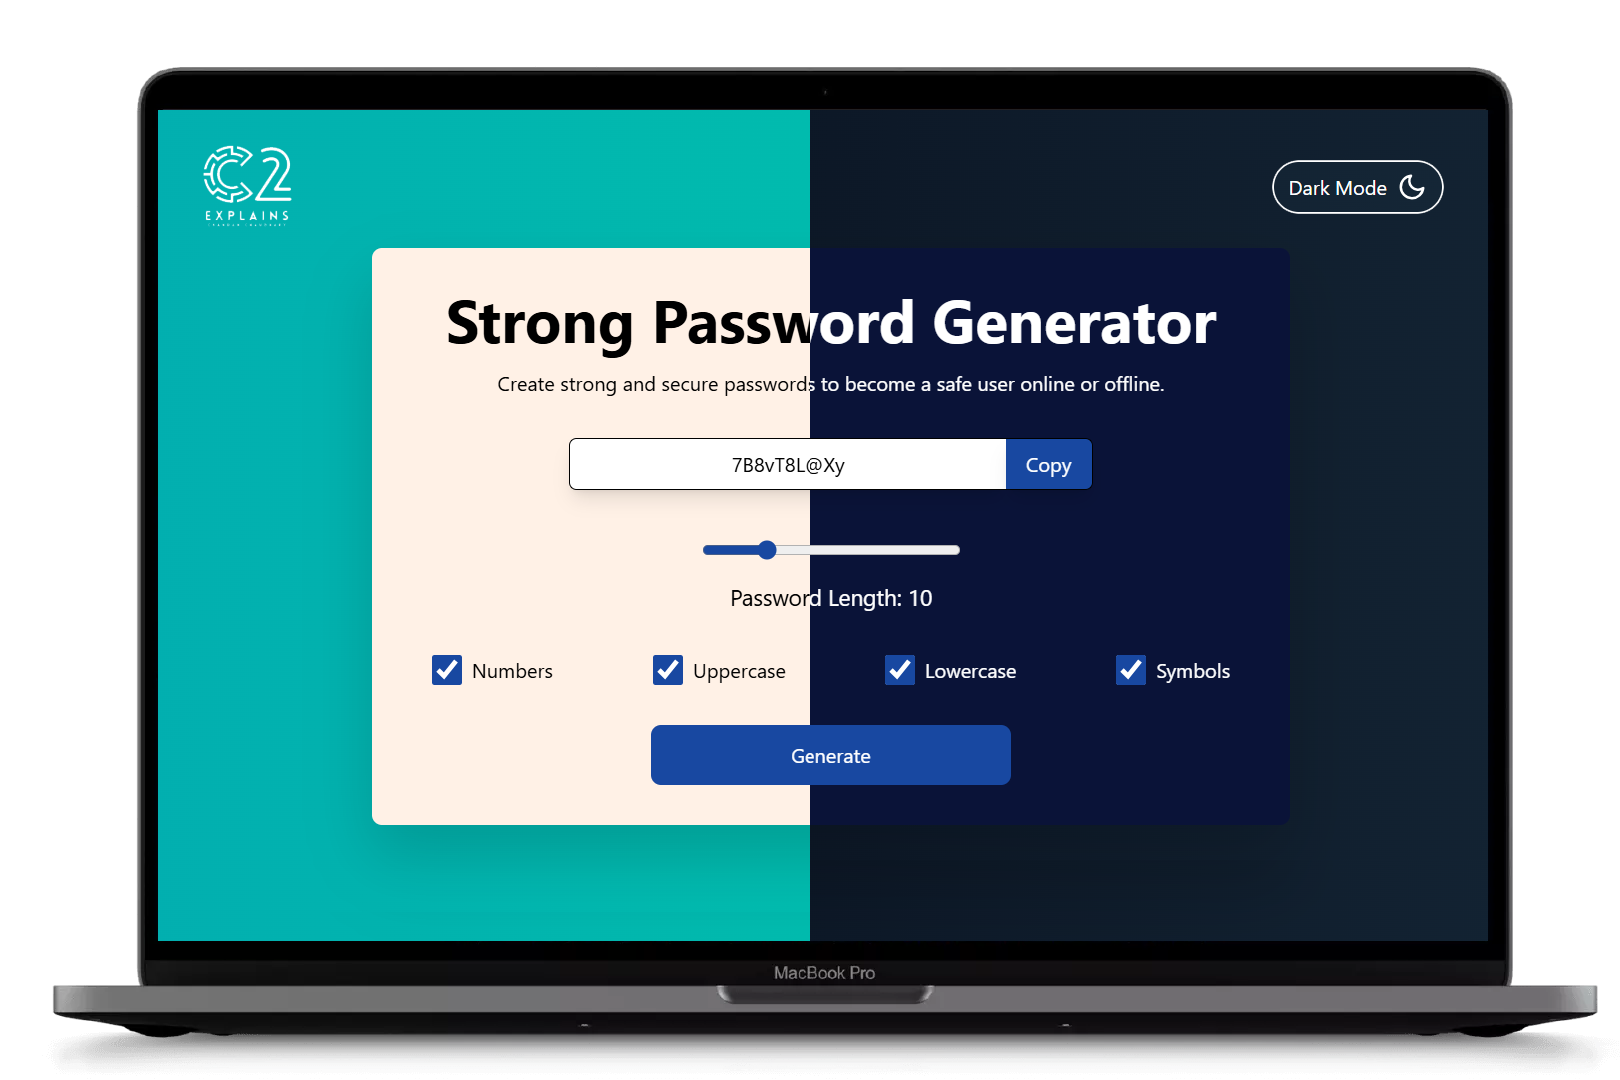 C2
EXPLAINS
Dark Mode
Strong Password Generator
Create strong and secure passwords to become a safe user online or offline.
7B8vT8L@Xy
Copy
Password Length: 10
Numbers
Uppercase
Lowercase
Symbols
Generate
MacBook Pro